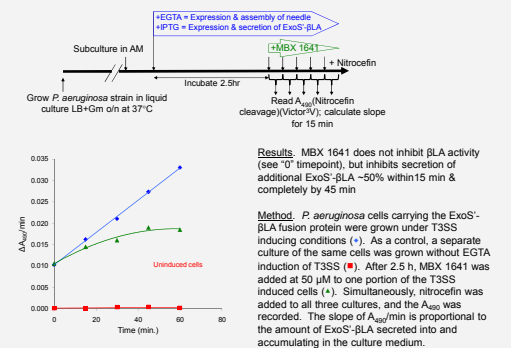 +EGTA = Expression & assembly of needle
+IPTG = Expression & secretion of ExoS'-βLA
Subculture in AM
+MBX 1641
+ Nitrocefin
Incubate 2.5hr
Grow P. aeruginosa strain in liquid
culture LB+Gm o/n at 37°C
Read A490(Nitrocefin
cleavage)(Victor³V); calculate slope
for 15 min
Results. MBX 1641 does not inhibit βLA activity
(see "0" timepoint), but inhibits secretion of
additional ExoS'-βLA ~50% within15 min &
completely by 45 min
Method. P. aeruginosa cells carrying the ExoS'-
βLA fusion protein were grown under T3SS
inducing conditions (♦). As a control, a separate
culture of the same cells was grown without EGTA
induction of T3SS (■). After 2.5 h, MBX 1641 was
added at 50 µM to one portion of the T3SS
induced cells (▲). Simultaneously, nitrocefin was
added to all three cultures, and the A490 was
recorded. The slope of A490/min is proportional to
the amount of ExoS'-βLA secreted into and
accumulating in the culture medium.
ΔA490/min
0.035
0.030
0.025
0.020
0.015
0.010
0.005
0.000
Uninduced cells
0 20 40 60 80
Time (min.)